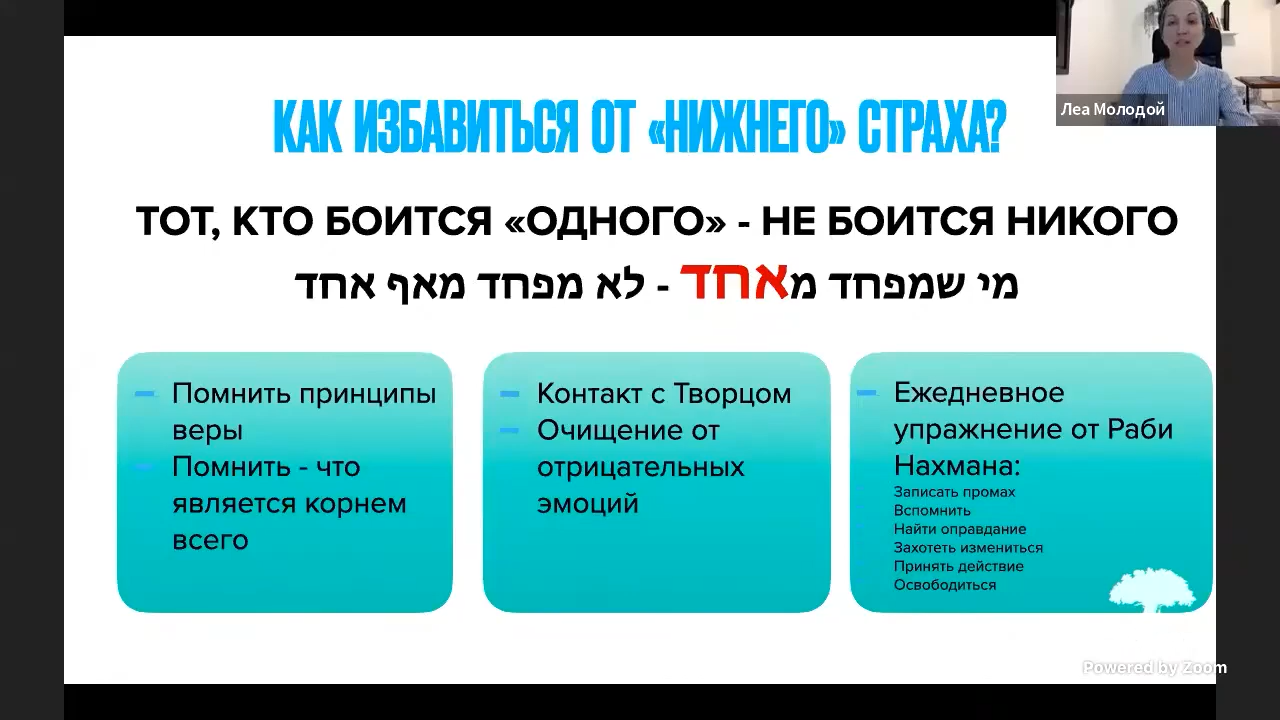 Леа Молодой
КАК ИЗБАВИТЬСЯ ОТ «НИЖНЕГО» СТРАХА?
ТОТ, КТО БОИТСЯ «ОДНОГО» - НЕ БОИТСЯ НИКОГО
מי שמפחד מאחד - לא מפחד מאף אחד
Помнить принципы
веры
Помнить - что
является корнем
всего
Контакт с Творцом
Очищение от
отрицательных
эмоций
Ежедневное
упражнение от Раби
Нахмана:
Записать промах
Вспомнить
Найти оправдание
Захотеть измениться
Принять действие
Освободиться
Powered by Zoom